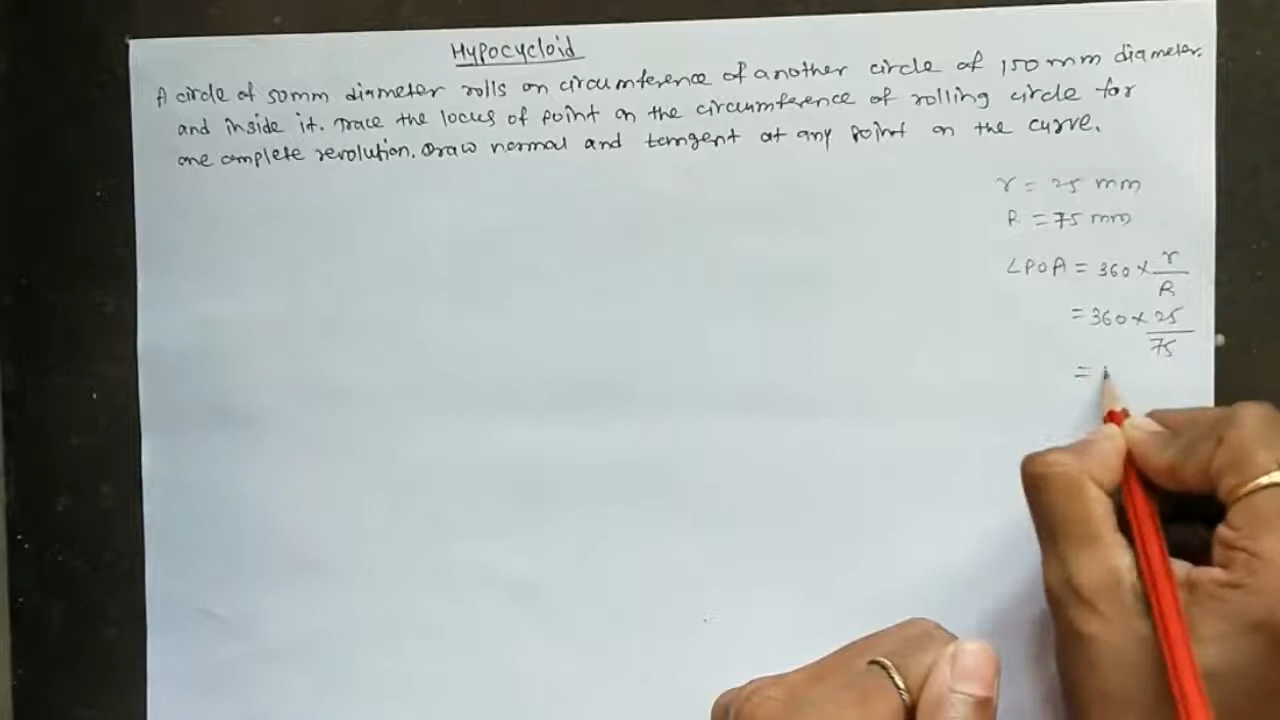 Hypocycloid
A circle of 50mm diameter rolls on circumference of another circle of 150mm diameter.
and inside it. Trace the locus of point on the circumference of rolling circle for
one complete revolution. Draw normal and tangent at any point on the curve.
r = 25 mm
R = 75 mm
∠POA = 360 × r/R
= 360 × 25/75
=